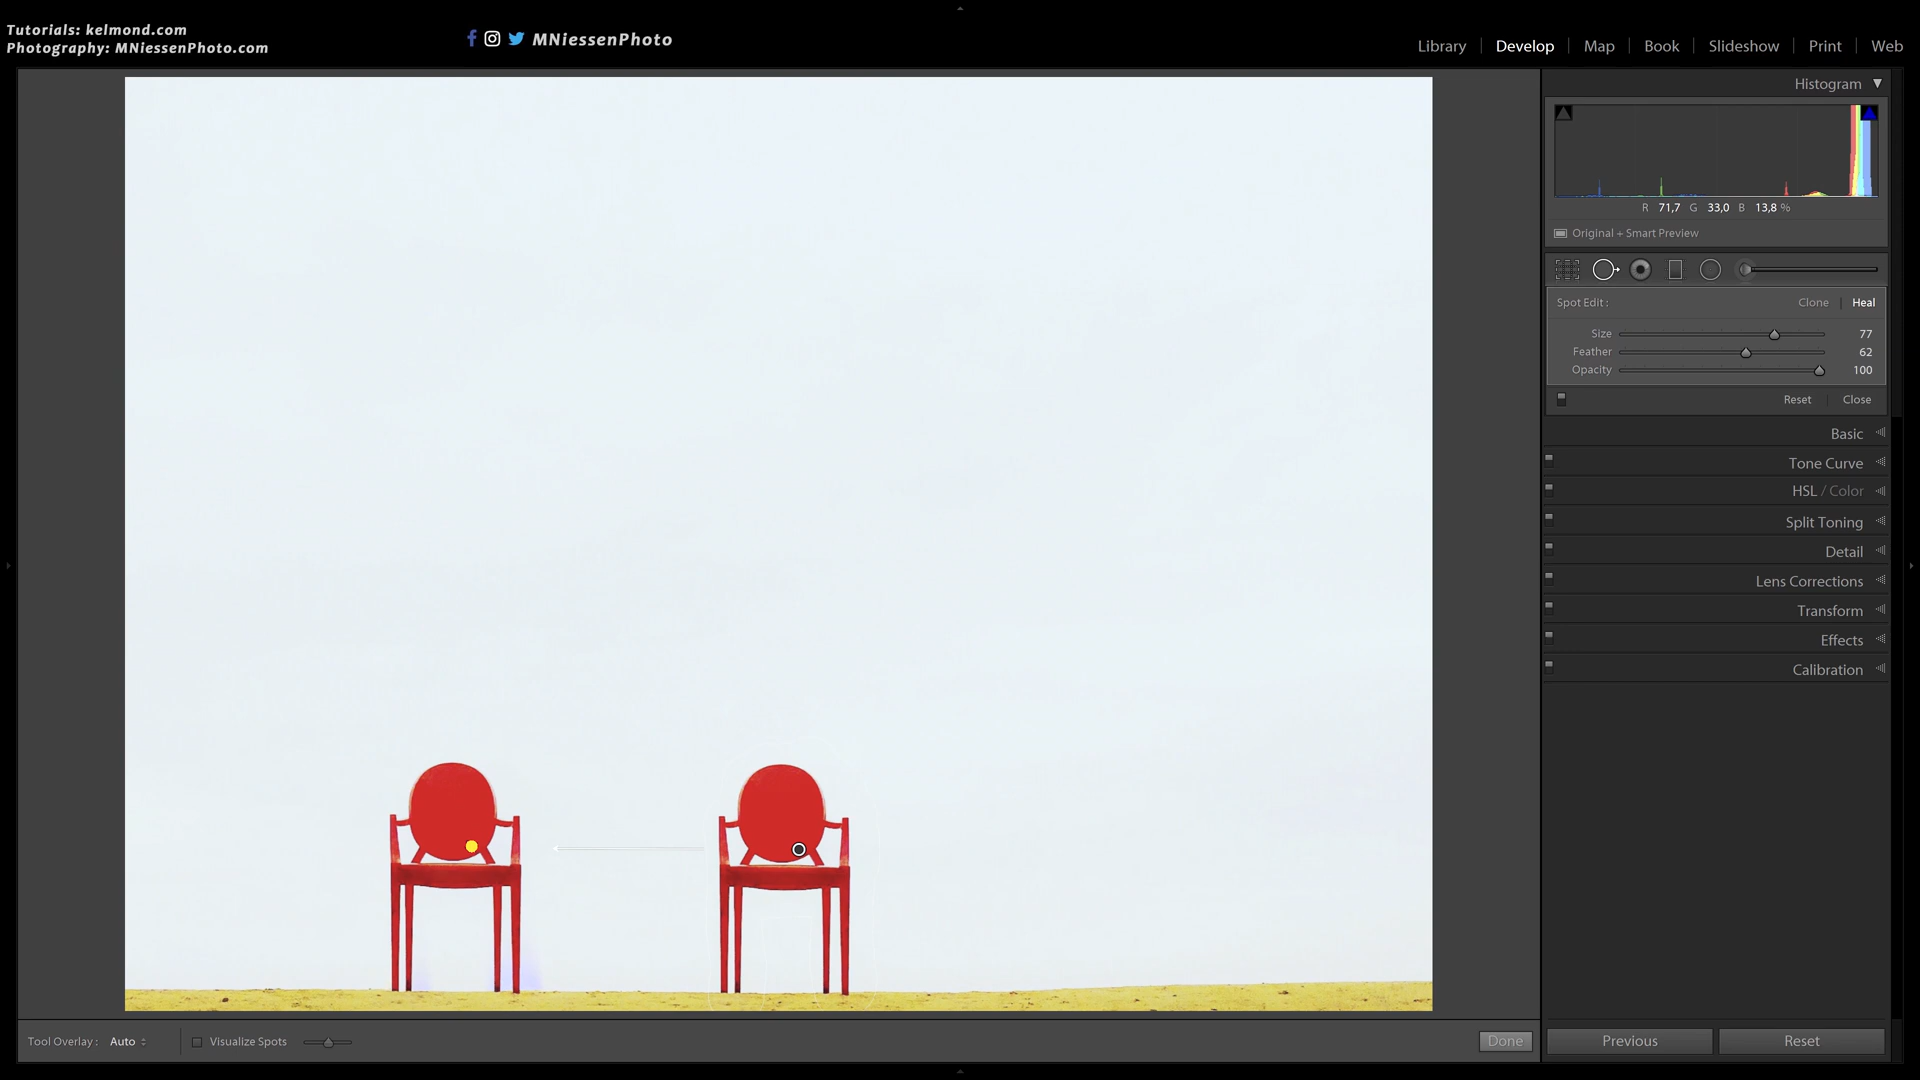 Tutorials: kelmond.com
Photography: MNiessenPhoto.com
MNiessenPhoto
Library
Develop
Map
Book
Slideshow
Print
Web
Histogram
R 71,7 G 33,0 B 13,8 %
Original + Smart Preview
Spot Edit :
Clone
Heal
Size
77
Feather
62
Opacity
100
Reset
Close
Basic
Tone Curve
HSL / Color
Split Toning
Detail
Lens Corrections
Transform
Effects
Calibration
Tool Overlay : Auto
Visualize Spots
Done
Previous
Reset